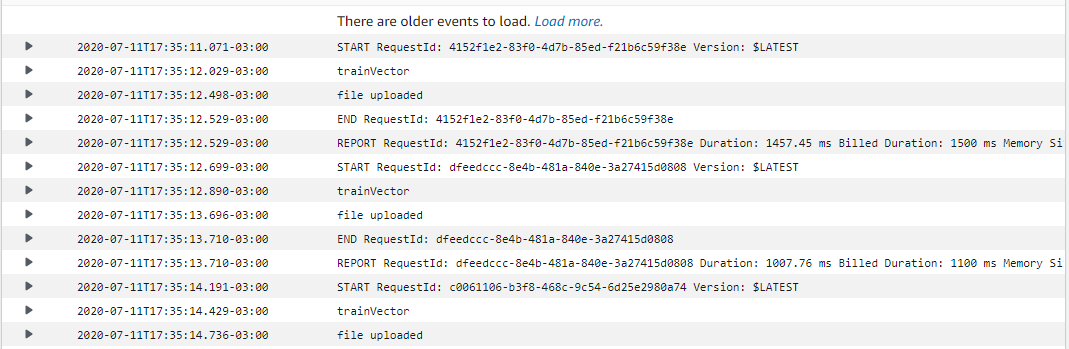 There are older events to load. Load more.
2020-07-11T17:35:11.071-03:00 START RequestId: 4152f1e2-83f0-4d7b-85ed-f21b6c59f38e Version: $LATEST
2020-07-11T17:35:12.029-03:00 trainVector
2020-07-11T17:35:12.498-03:00 file uploaded
2020-07-11T17:35:12.529-03:00 END RequestId: 4152f1e2-83f0-4d7b-85ed-f21b6c59f38e
2020-07-11T17:35:12.529-03:00 REPORT RequestId: 4152f1e2-83f0-4d7b-85ed-f21b6c59f38e Duration: 1457.45 ms Billed Duration: 1500 ms Memory Si
2020-07-11T17:35:12.699-03:00 START RequestId: dfeedccc-8e4b-481a-840e-3a27415d0808 Version: $LATEST
2020-07-11T17:35:12.890-03:00 trainVector
2020-07-11T17:35:13.696-03:00 file uploaded
2020-07-11T17:35:13.710-03:00 END RequestId: dfeedccc-8e4b-481a-840e-3a27415d0808
2020-07-11T17:35:13.710-03:00 REPORT RequestId: dfeedccc-8e4b-481a-840e-3a27415d0808 Duration: 1007.76 ms Billed Duration: 1100 ms Memory Si
2020-07-11T17:35:14.191-03:00 START RequestId: c0061106-b3f8-468c-9c54-6d25e2980a74 Version: $LATEST
2020-07-11T17:35:14.429-03:00 trainVector
2020-07-11T17:35:14.736-03:00 file uploaded